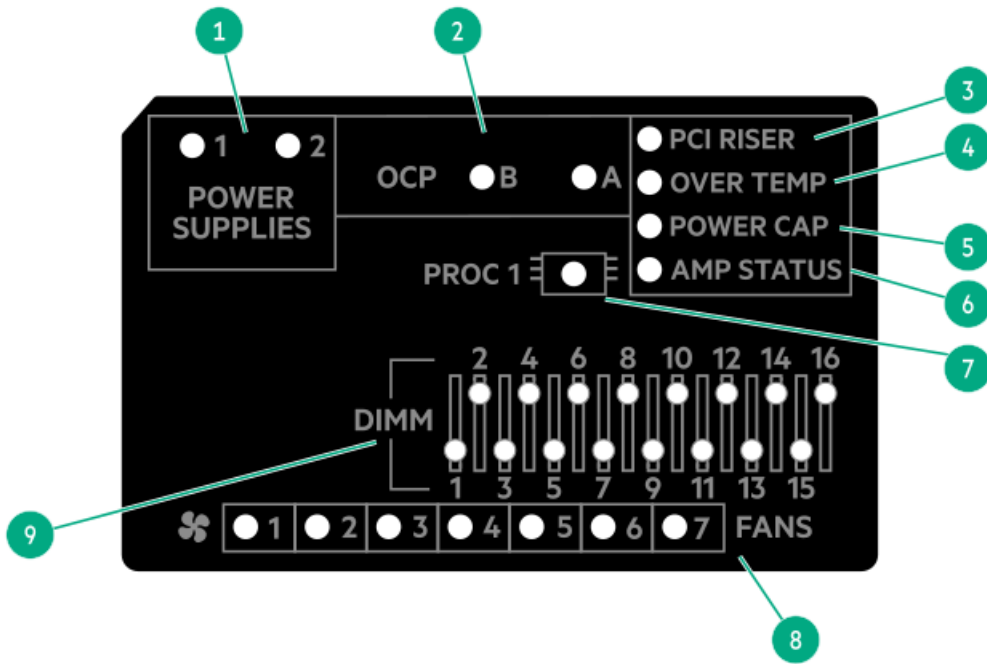 1
2
3
4
1 2
POWER
SUPPLIES
OCP B A
PCI RISER
OVER TEMP
POWER CAP
AMP STATUS
5
6
PROC 1
7
2 4 6 8 10 12 14 16
DIMM
1 3 5 7 9 11 13 15
9
1 2 3 4 5 6 7 FANS
8